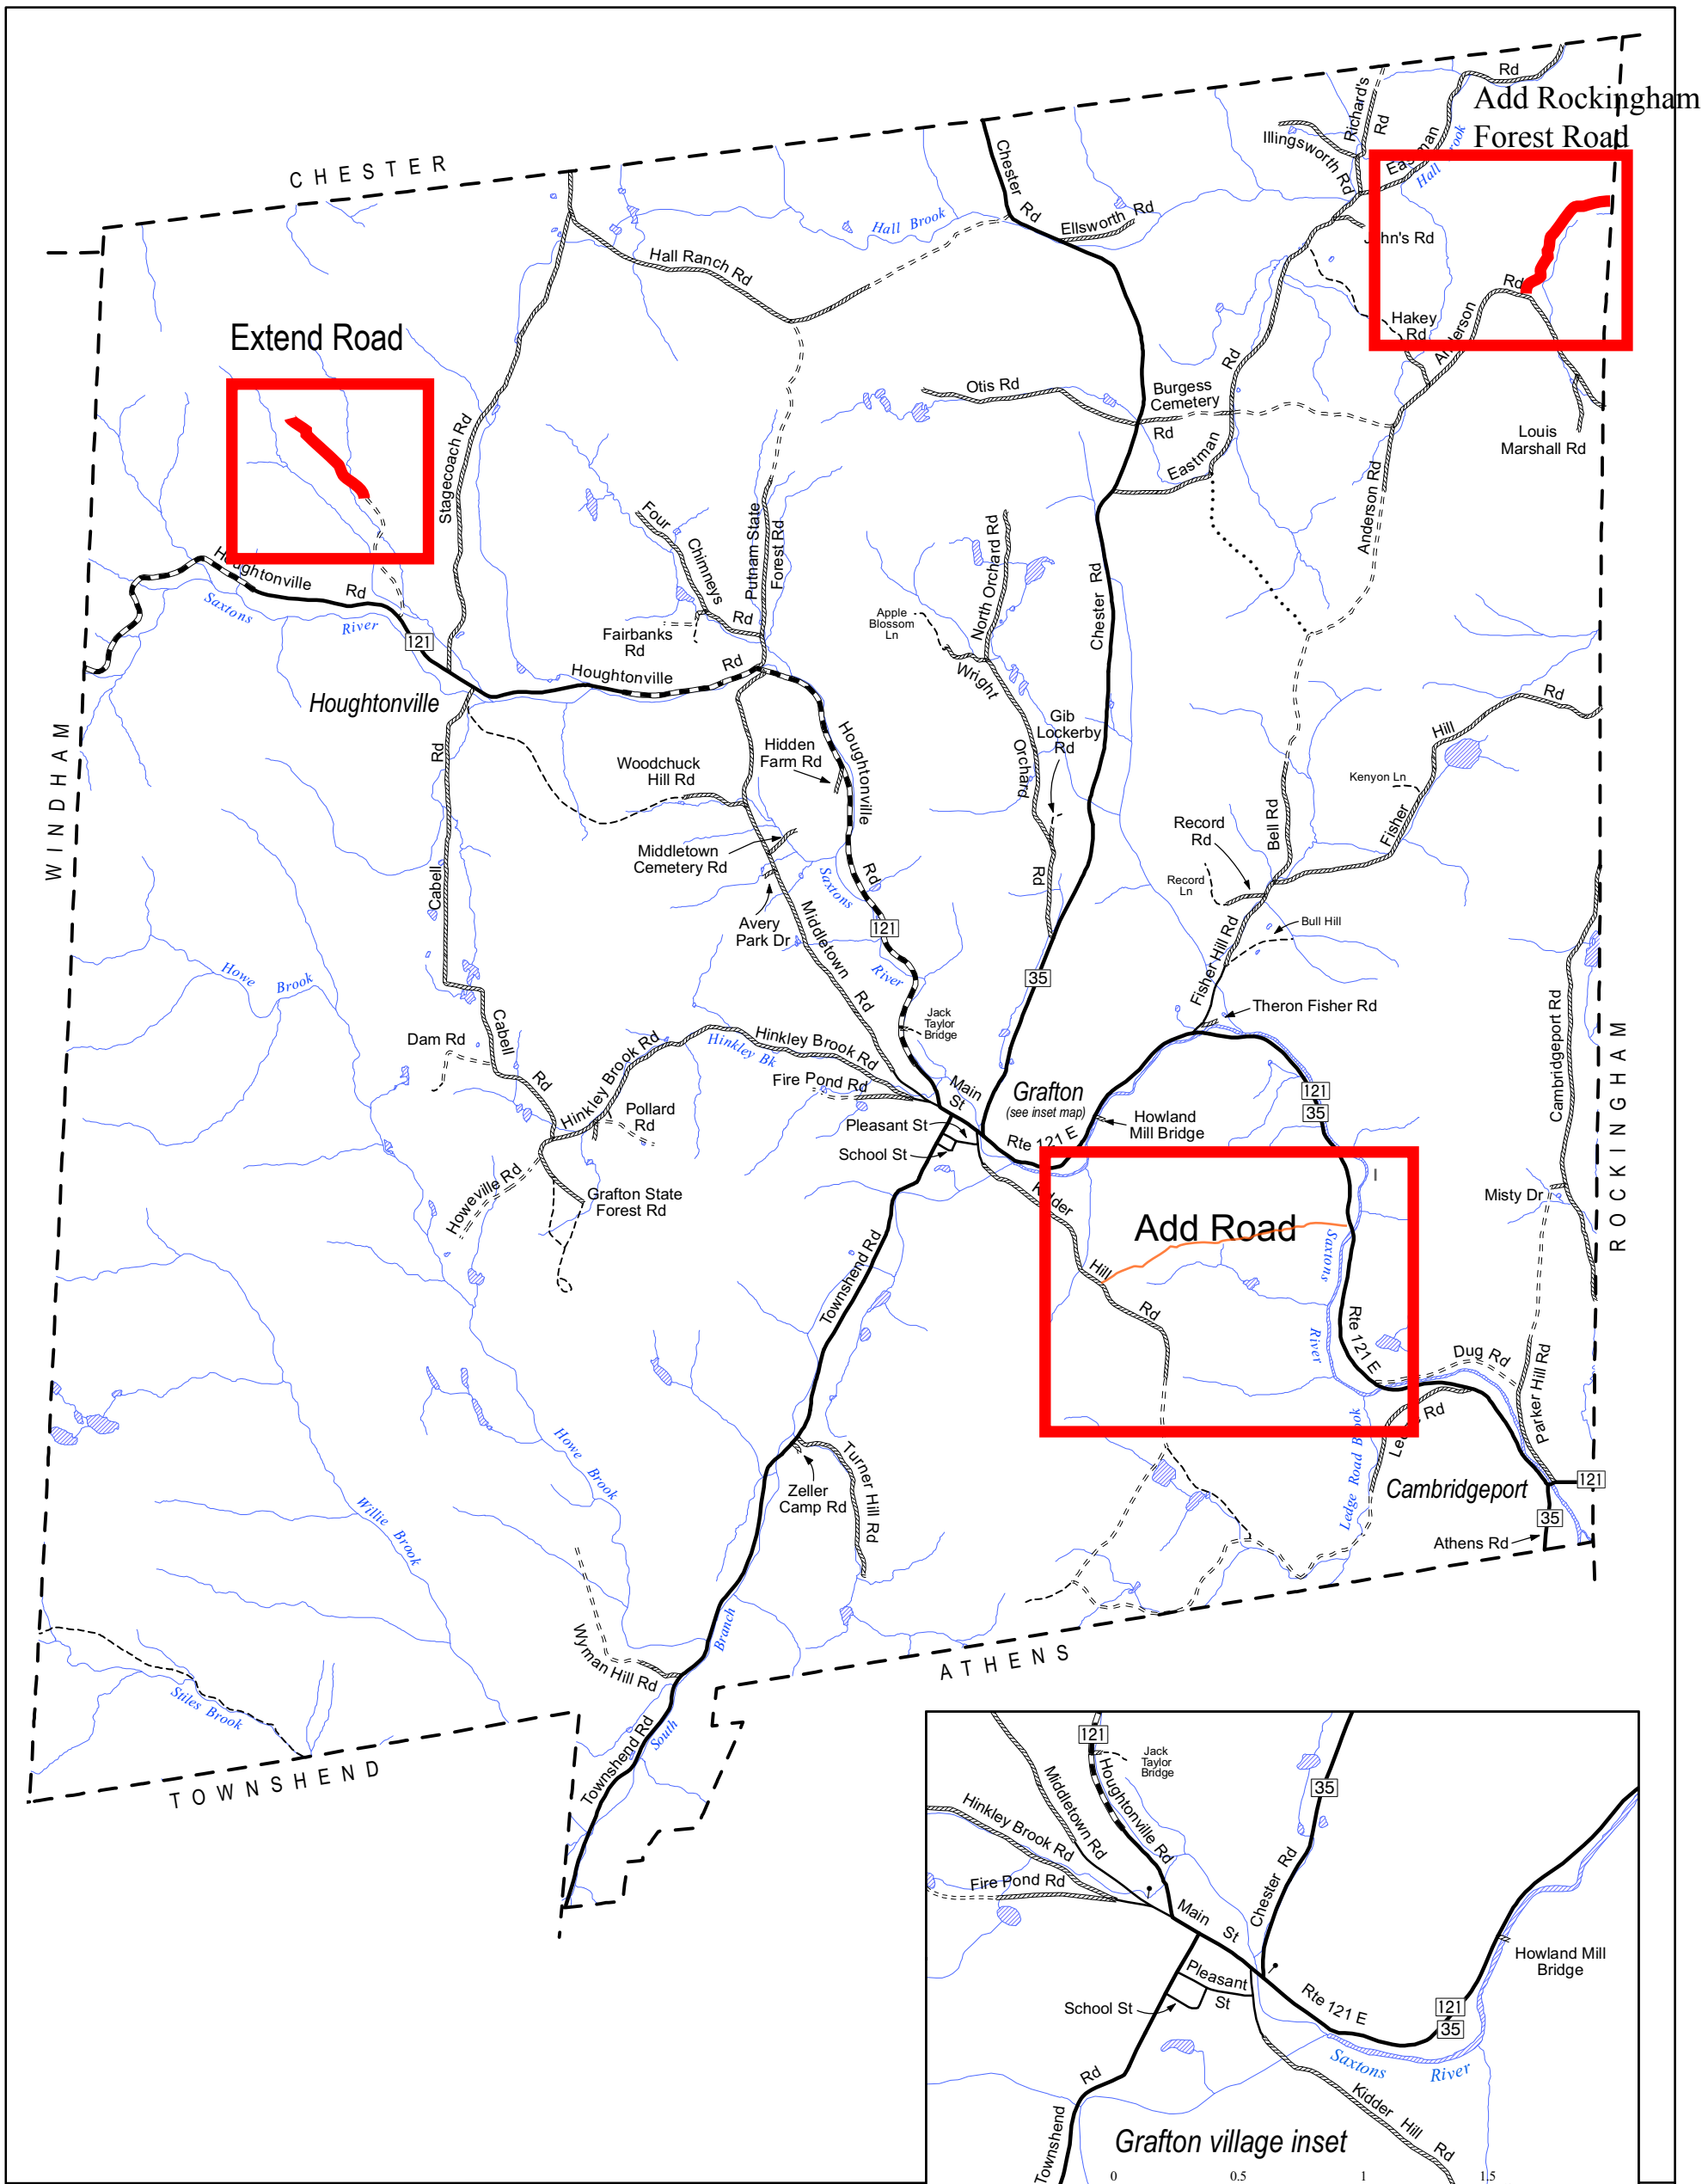 Rd
Add Rockingham
Forest Road
Richard's
Rd
Illingsworth Rd
Eastman
Hall Brook
CHESTER
Chester
Rd
Ellsworth Rd
Hall Brook
John's Rd
Hall Ranch Rd
Rd
Hakey
Rd
Anderson
Extend Road
Otis Rd
Burgess
Cemetery
Rd
Rd
Eastman
Louis
Marshall Rd
Stagecoach Rd
Four
Chimneys
Rd
Putnam State
Forest Rd
North Orchard Rd
Chester Rd
Anderson Rd
Houghtonville
Rd
Saxtons
River
121
Fairbanks
Rd
Apple
Blossom
Ln
Wright
Orchard
Rd
Houghtonville
Rd
Houghtonville
Gib
Lockerby
Rd
Hill
Rd
Kenyon Ln
Fisher
WINDHAM
Rd
Cabell
Woodchuck
Hill Rd
Hidden
Farm Rd
Houghtonville
Rd
Middletown
Cemetery Rd
Saxtons
River
Avery
Park Dr
Middletown
Rd
121
Record
Rd
Bell Rd
Record
Ln
Bull Hill
Fisher Hill Rd
35
Howe Brook
Theron Fisher Rd
Jack
Taylor
Bridge
Cabell
Rd
Dam Rd
Hinkley Brook Rd
Hinkley Bk
Hinkley Brook Rd
Fire Pond Rd
Main
St
Grafton
(see inset map)
Pollard
Rd
Pleasant St
School St
Rte 121 E
Howland
Mill Bridge
121
35
Cambridgeport Rd
ROCKINGHAM
Howeville Rd
Grafton State
Forest Rd
Kidder
Hill
Rd
Add Road
Saxtons
River
Misty Dr
Townshend Rd
Rte 121 E
Dug Rd
Parker Hill Rd
Ledge Road Brook
Cambridgeport
121
35
Athens Rd
Howe Brook
Willie Brook
Zeller
Camp Rd
Turner Hill Rd
Wyman Hill Rd
South
Branch
Townshend Rd
ATHENS
Stiles Brook
TOWNSHEND
121
Jack
Taylor
Bridge
Middletown Rd
Houghtonville Rd
35
Hinkley Brook Rd
Fire Pond Rd
Chester Rd
Main St
Pleasant
St
School St
Rte 121 E
121
35
Howland Mill
Bridge
Saxtons River
Rd
Townshend
Kidder Hill Rd
Grafton village inset
0 0.5 1 1.5